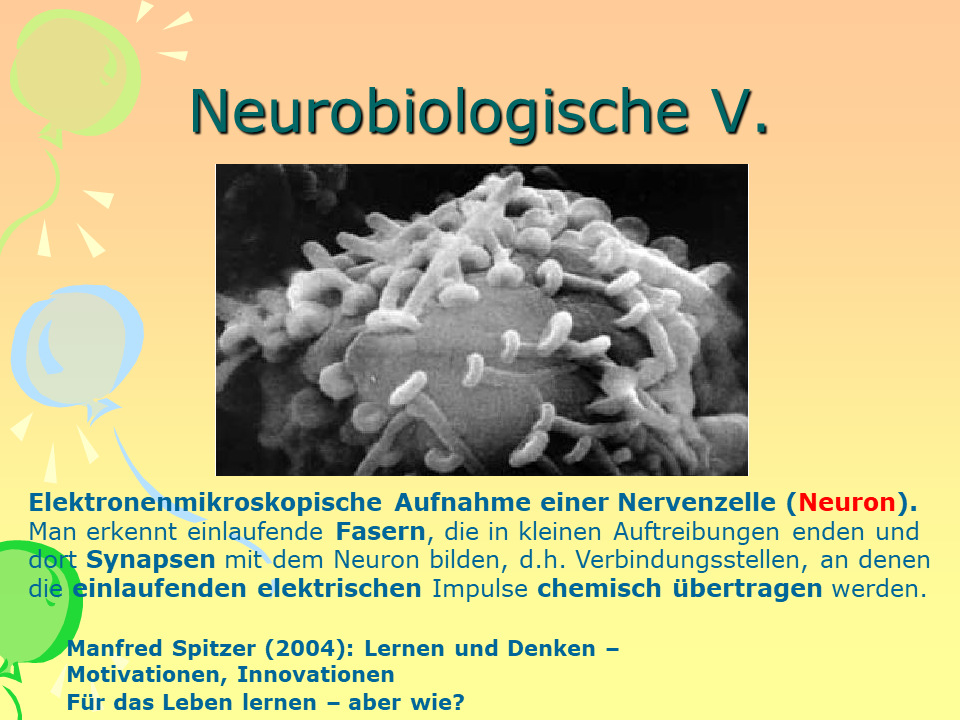 Neurobiologische V.
Elektronenmikroskopische Aufnahme einer Nervenzelle (Neuron).
Man erkennt einlaufende Fasern, die in kleinen Auftreibungen enden und
dort Synapsen mit dem Neuron bilden, d.h. Verbindungsstellen, an denen
die einlaufenden elektrischen Impulse chemisch übertragen werden.
Manfred Spitzer (2004): Lernen und Denken –
Motivationen, Innovationen
Für das Leben lernen – aber wie?